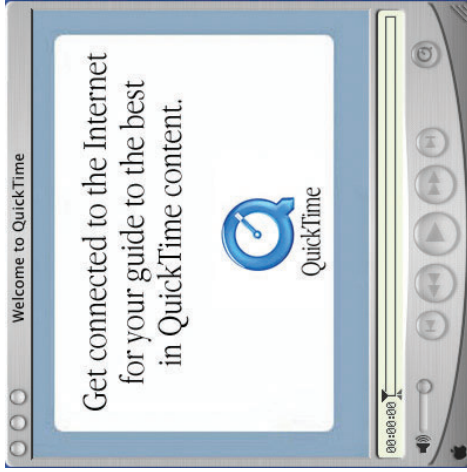 Welcome to QuickTime
Get connected to the Internet
for your guide to the best
in QuickTime content.
QuickTime
00:00:00